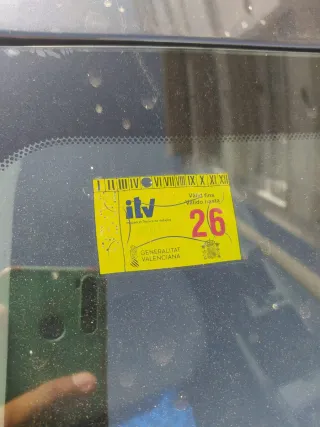 I II III IV VI VII VIII IX X XI XII
itv
Vàlid fins
Válido hasta
26
GENERALITAT
VALENCIANA